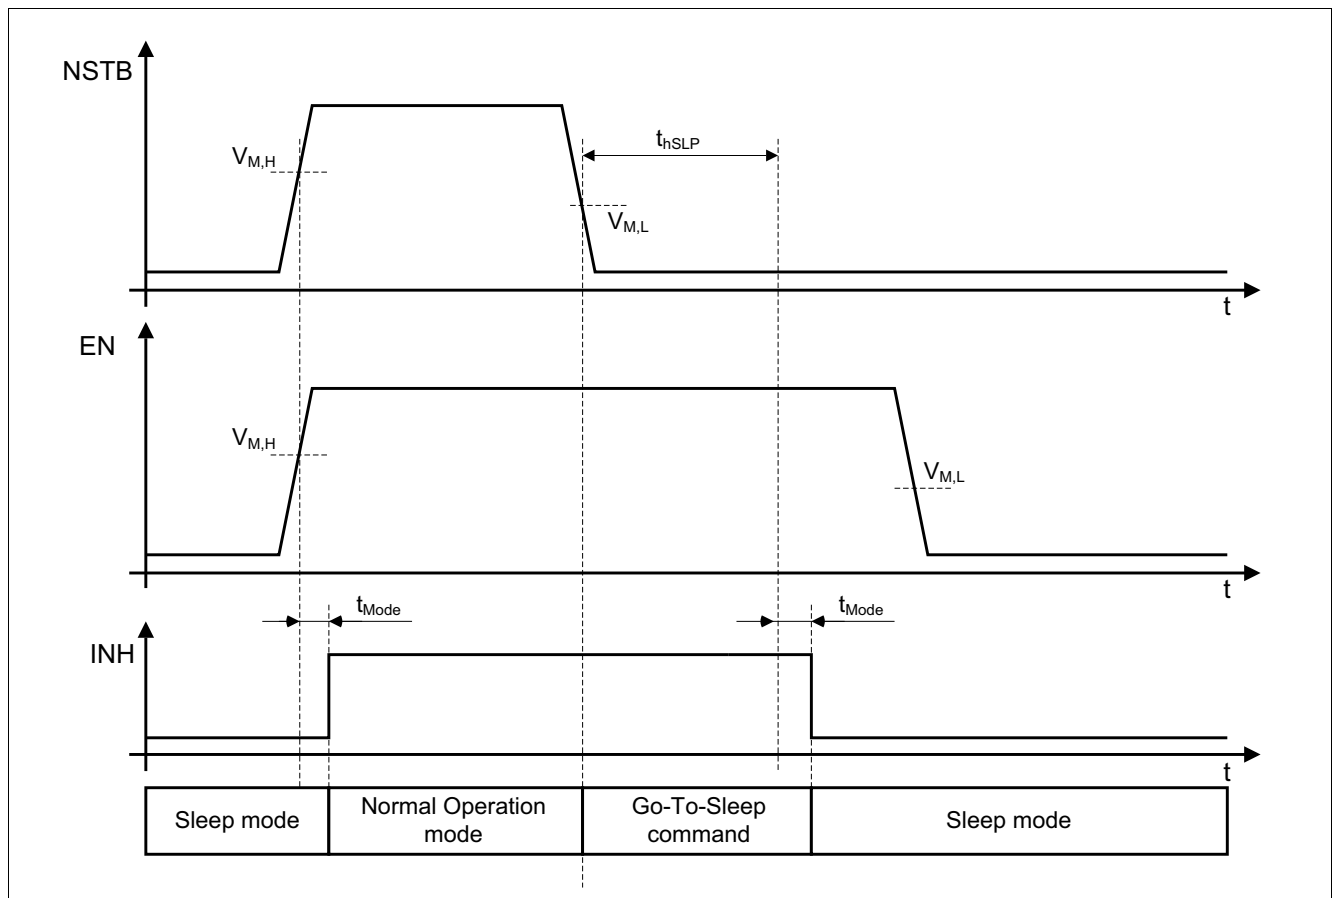 NSTB
t_hSLP
V_M,H
V_M,L
t
EN
V_M,H
V_M,L
t
t_Mode
t_Mode
INH
t
Sleep mode
Normal Operation
mode
Go-To-Sleep
command
Sleep mode